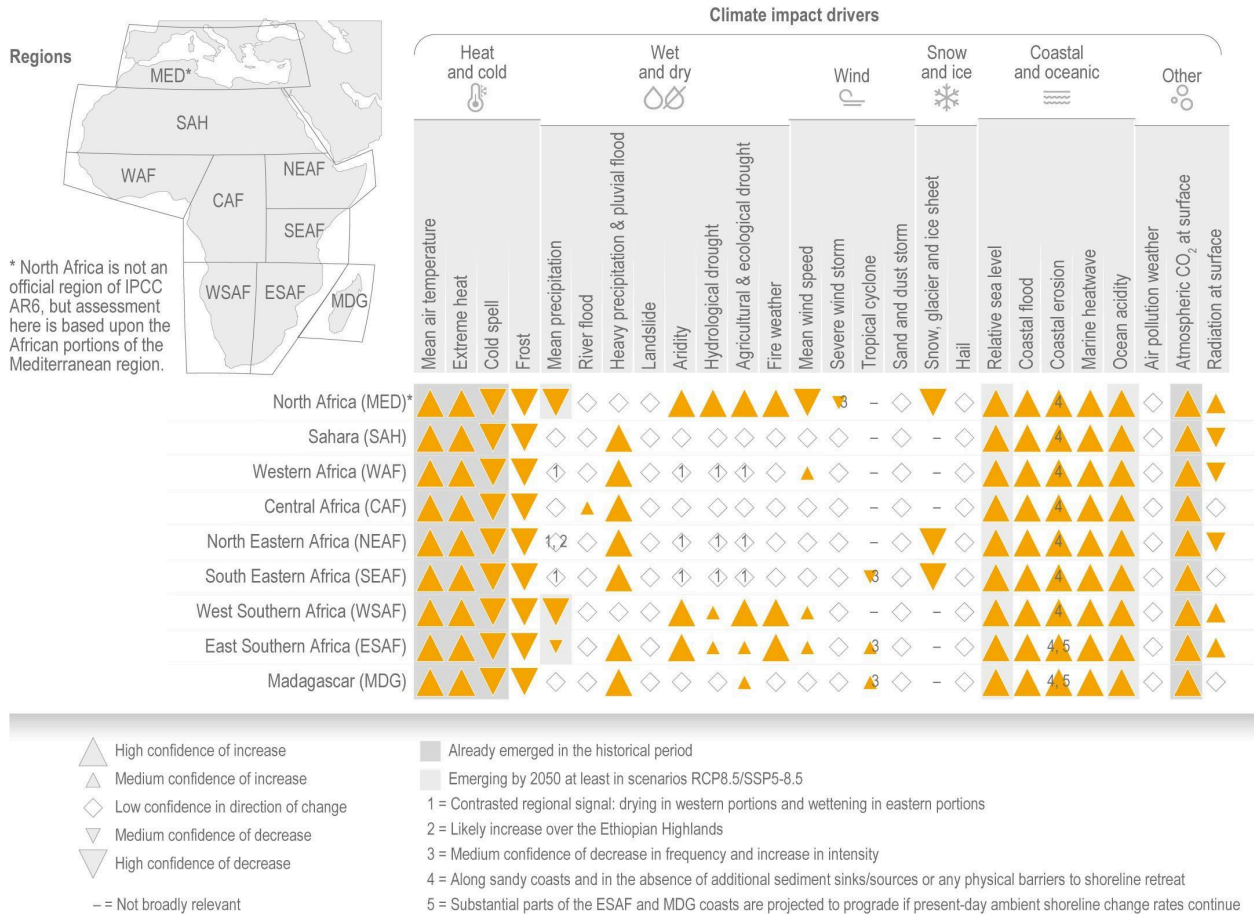 Climate impact drivers
Regions
MED*
SAH
WAF
CAF
NEAF
SEAF
WSAF
ESAF
MDG
* North Africa is not an
official region of IPCC
AR6, but assessment
here is based upon the
African portions of the
Mediterranean region.
Heat
and cold
Wet
and dry
Wind
Snow
and ice
Coastal
and oceanic
Other
Mean air temperature
Extreme heat
Cold spell
Frost
Mean precipitation
River flood
Heavy precipitation & pluvial flood
Landslide
Aridity
Hydrological drought
Agricultural & ecological drought
Fire weather
Mean wind speed
Severe wind storm
Tropical cyclone
Sand and dust storm
Snow, glacier and ice sheet
Hail
Relative sea level
Coastal flood
Coastal erosion
Marine heatwave
Ocean acidity
Air pollution weather
Atmospheric CO₂ at surface
Radiation at surface
North Africa (MED)* 3 – 4
Sahara (SAH) – – 4
Western Africa (WAF) 1 1 1 1 – – 4
Central Africa (CAF) – – 4
North Eastern Africa (NEAF) 1, 2 1 1 1 – 4
South Eastern Africa (SEAF) 1 1 1 1 3 4
West Southern Africa (WSAF) – – 4
East Southern Africa (ESAF) 3 – 4, 5
Madagascar (MDG) 3 – 4, 5
High confidence of increase
Medium confidence of increase
Low confidence in direction of change
Medium confidence of decrease
High confidence of decrease
– = Not broadly relevant
Already emerged in the historical period
Emerging by 2050 at least in scenarios RCP8.5/SSP5-8.5
1 = Contrasted regional signal: drying in western portions and wettening in eastern portions
2 = Likely increase over the Ethiopian Highlands
3 = Medium confidence of decrease in frequency and increase in intensity
4 = Along sandy coasts and in the absence of additional sediment sinks/sources or any physical barriers to shoreline retreat
5 = Substantial parts of the ESAF and MDG coasts are projected to prograde if present-day ambient shoreline change rates continue